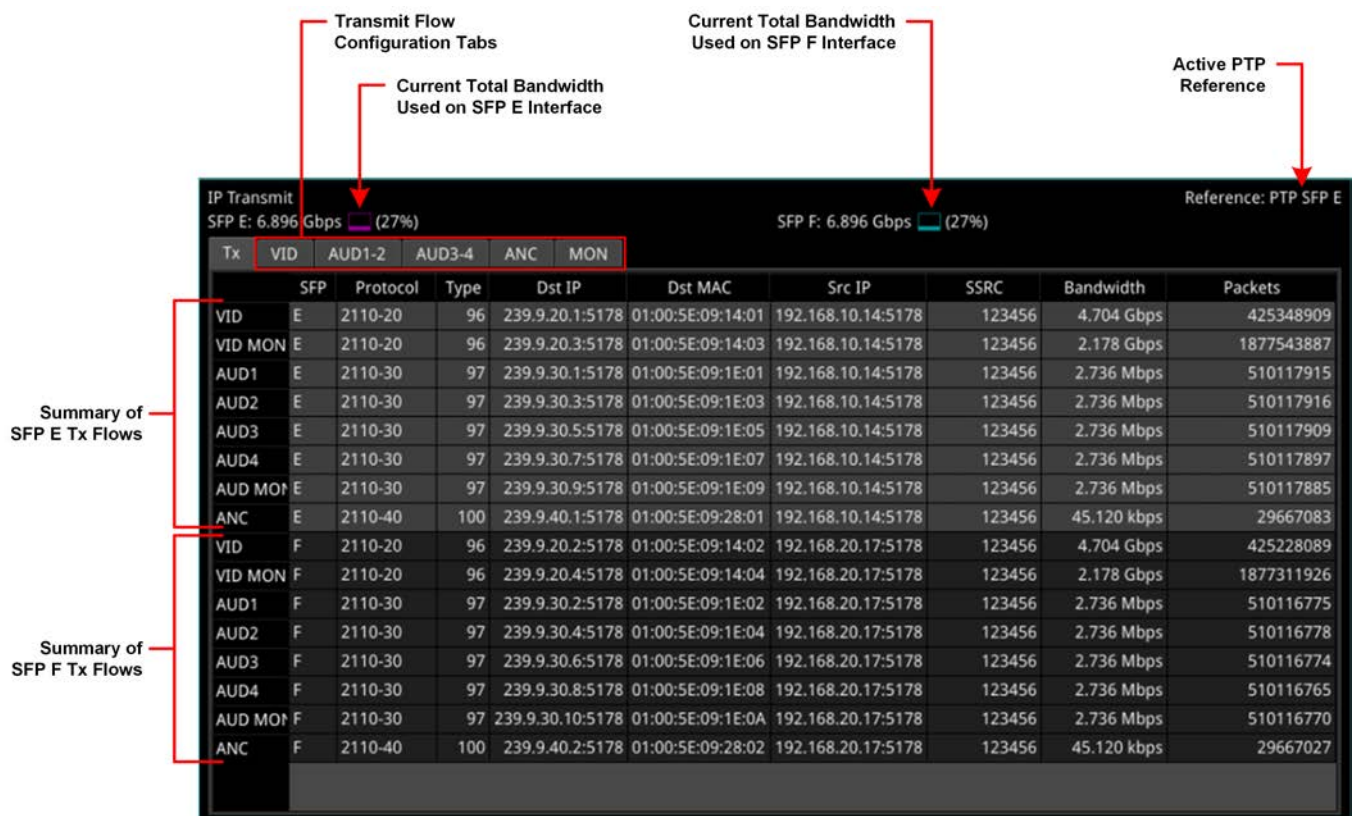 Transmit Flow
Configuration Tabs
Current Total Bandwidth
Used on SFP F Interface
Active PTP
Reference
Current Total Bandwidth
Used on SFP E Interface
IP Transmit
Reference: PTP SFP E
SFP E: 6.896 Gbps (27%)
SFP F: 6.896 Gbps (27%)
Tx VID AUD1-2 AUD3-4 ANC MON
SFP Protocol Type Dst IP Dst MAC Src IP SSRC Bandwidth Packets
VID E 2110-20 96 239.9.20.1:5178 01:00:5E:09:14:01 192.168.10.14:5178 123456 4.704 Gbps 425348909
VID MON E 2110-20 96 239.9.20.3:5178 01:00:5E:09:14:03 192.168.10.14:5178 123456 2.178 Gbps 1877543887
AUD1 E 2110-30 97 239.9.30.1:5178 01:00:5E:09:1E:01 192.168.10.14:5178 123456 2.736 Mbps 510117915
AUD2 E 2110-30 97 239.9.30.3:5178 01:00:5E:09:1E:03 192.168.10.14:5178 123456 2.736 Mbps 510117916
AUD3 E 2110-30 97 239.9.30.5:5178 01:00:5E:09:1E:05 192.168.10.14:5178 123456 2.736 Mbps 510117909
AUD4 E 2110-30 97 239.9.30.7:5178 01:00:5E:09:1E:07 192.168.10.14:5178 123456 2.736 Mbps 510117897
AUD MON E 2110-30 97 239.9.30.9:5178 01:00:5E:09:1E:09 192.168.10.14:5178 123456 2.736 Mbps 510117885
ANC E 2110-40 100 239.9.40.1:5178 01:00:5E:09:28:01 192.168.10.14:5178 123456 45.120 kbps 29667083
VID F 2110-20 96 239.9.20.2:5178 01:00:5E:09:14:02 192.168.20.17:5178 123456 4.704 Gbps 425228089
VID MON F 2110-20 96 239.9.20.4:5178 01:00:5E:09:14:04 192.168.20.17:5178 123456 2.178 Gbps 1877311926
AUD1 F 2110-30 97 239.9.30.2:5178 01:00:5E:09:1E:02 192.168.20.17:5178 123456 2.736 Mbps 510116775
AUD2 F 2110-30 97 239.9.30.4:5178 01:00:5E:09:1E:04 192.168.20.17:5178 123456 2.736 Mbps 510116778
AUD3 F 2110-30 97 239.9.30.6:5178 01:00:5E:09:1E:06 192.168.20.17:5178 123456 2.736 Mbps 510116774
AUD4 F 2110-30 97 239.9.30.8:5178 01:00:5E:09:1E:08 192.168.20.17:5178 123456 2.736 Mbps 510116765
AUD MON F 2110-30 97 239.9.30.10:5178 01:00:5E:09:1E:0A 192.168.20.17:5178 123456 2.736 Mbps 510116770
ANC F 2110-40 100 239.9.40.2:5178 01:00:5E:09:28:02 192.168.20.17:5178 123456 45.120 kbps 29667027
Summary of
SFP E Tx Flows
Summary of
SFP F Tx Flows